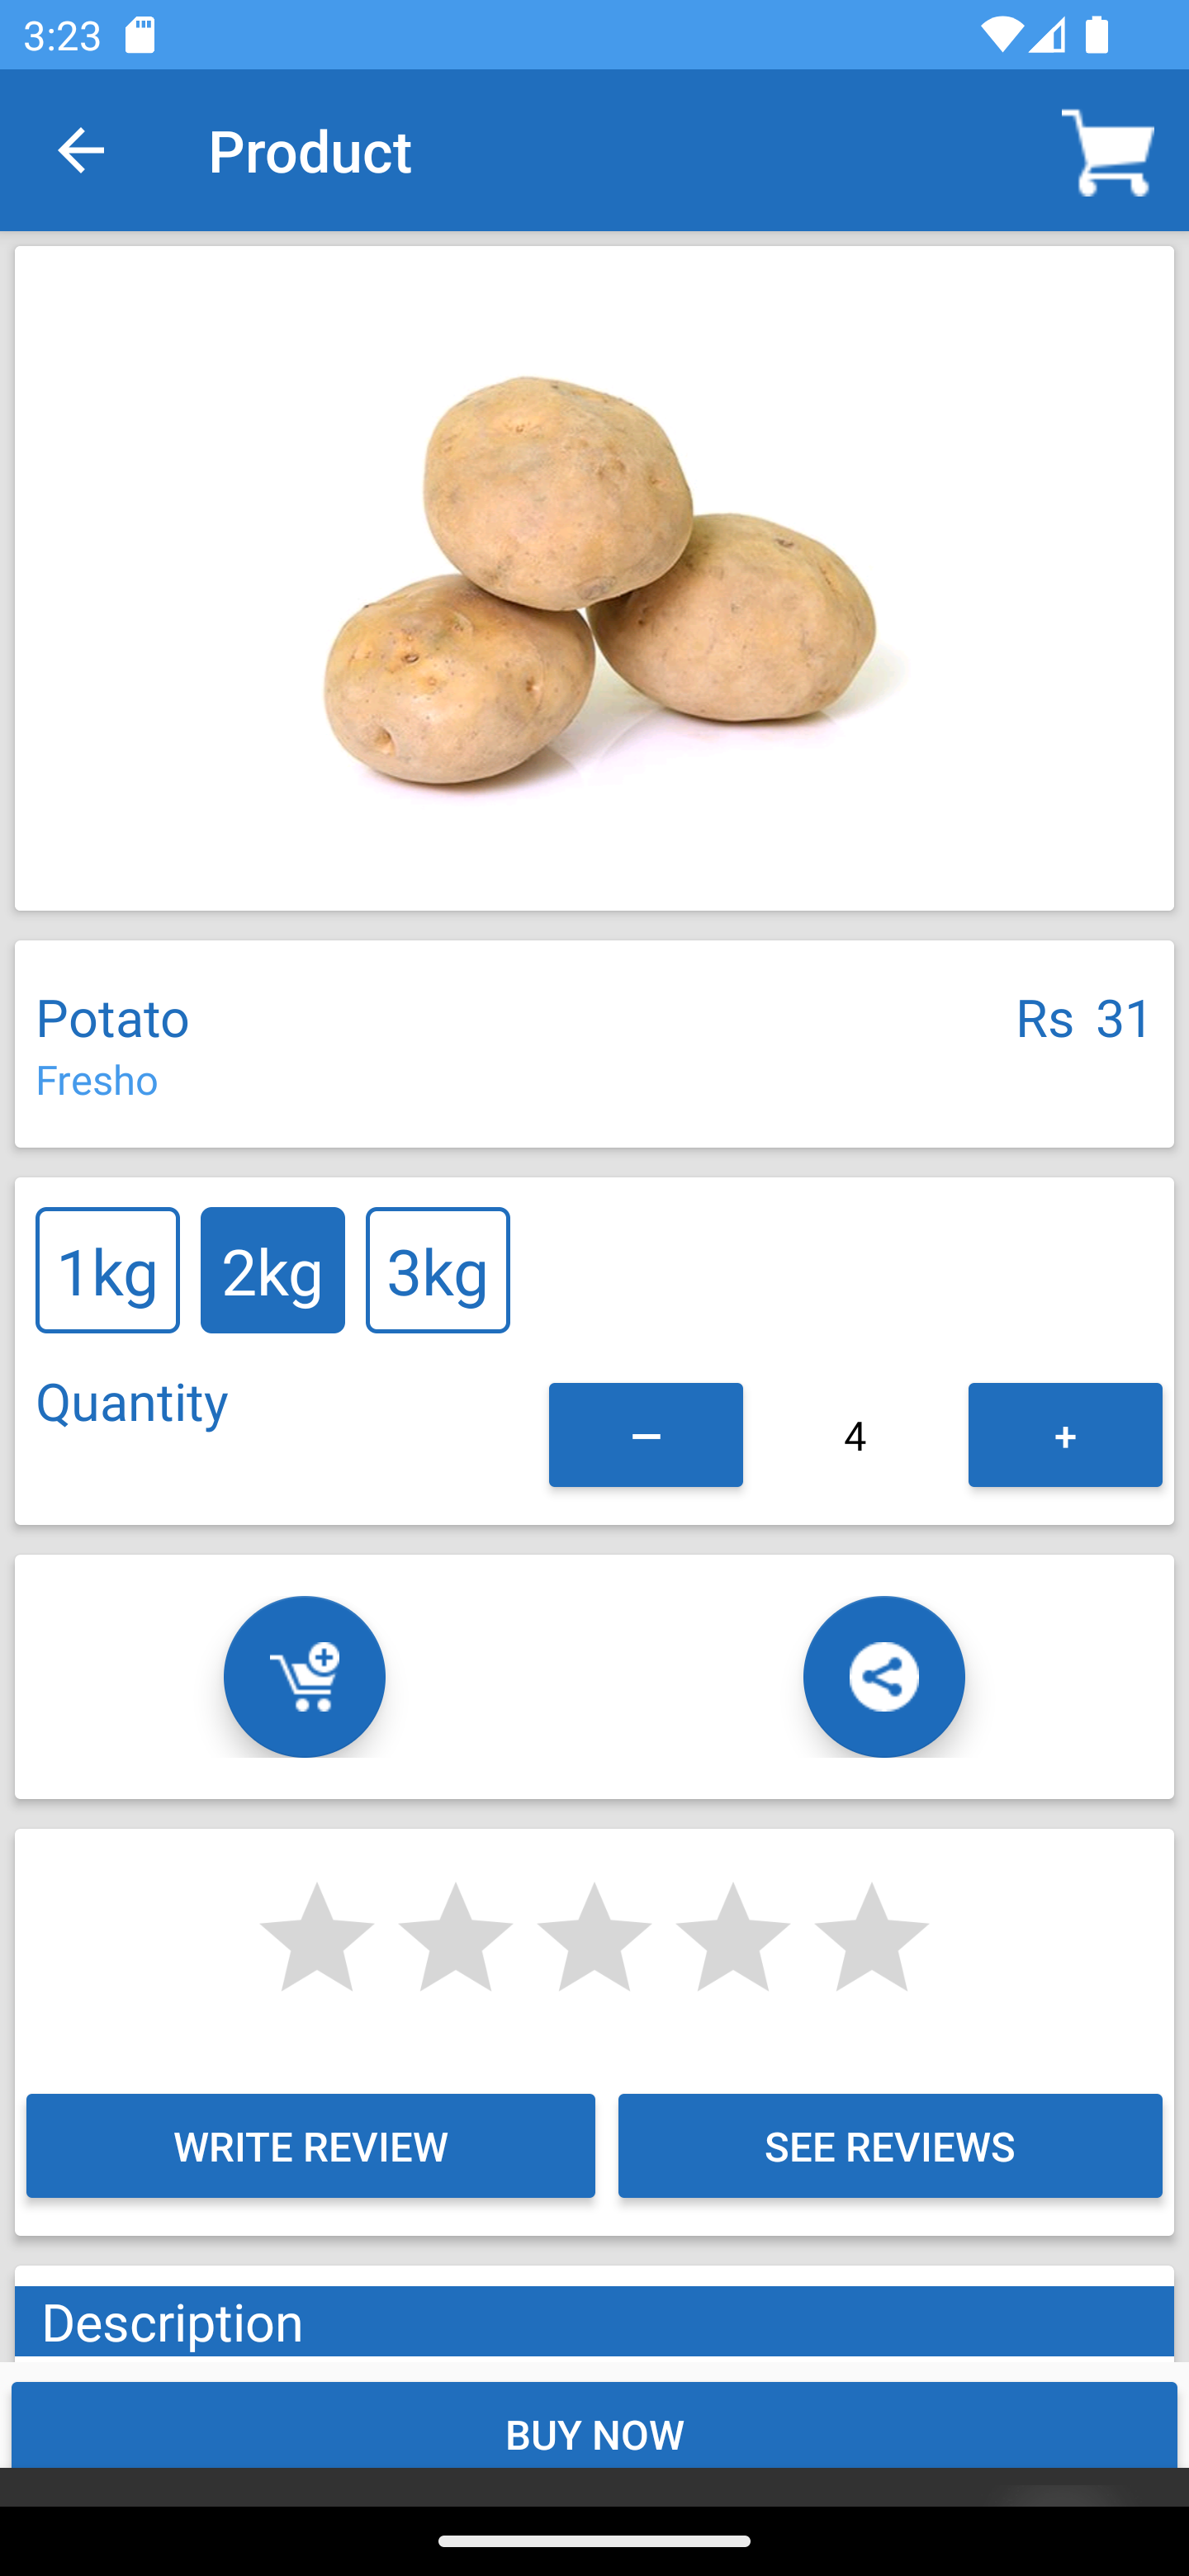 3:23
Product
Potato
Rs 31
Fresho
1kg 2kg 3kg
Quantity
— 4 +
WRITE REVIEW
SEE REVIEWS
Description
BUY NOW